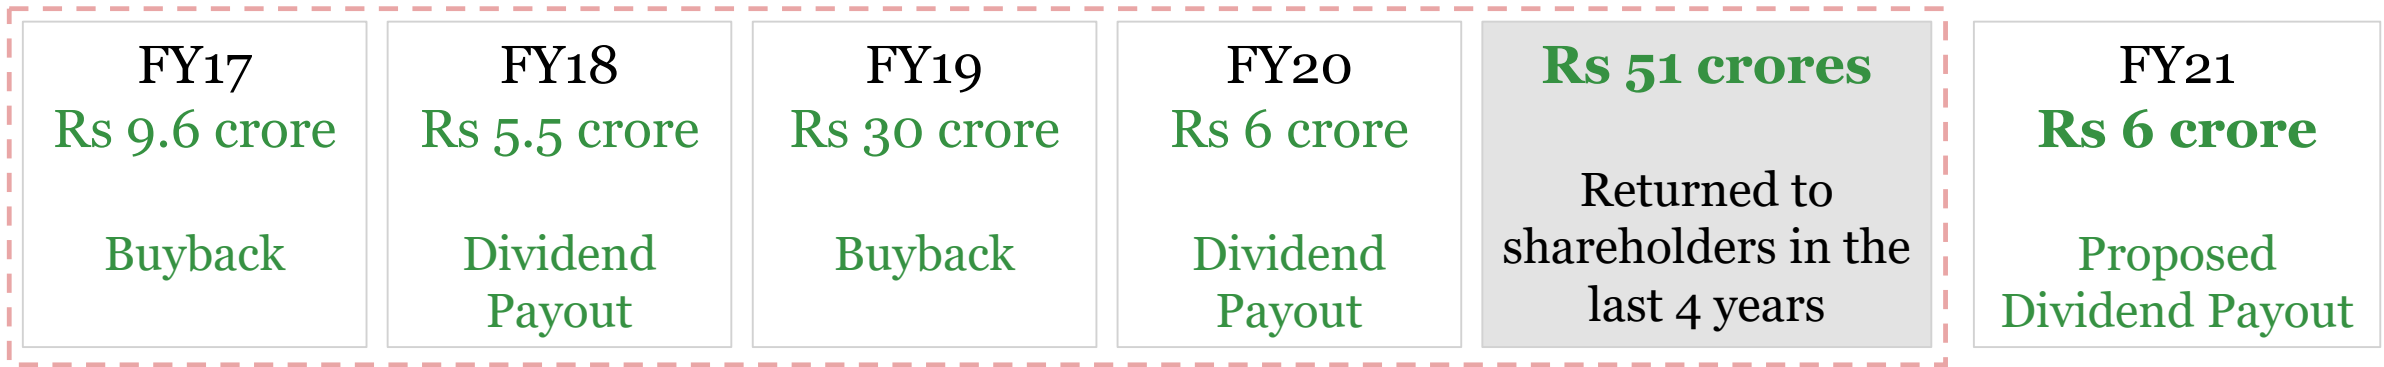 FY17
Rs 9.6 crore
Buyback
FY18
Rs 5.5 crore
Dividend
Payout
FY19
Rs 30 crore
Buyback
FY20
Rs 6 crore
Dividend
Payout
Rs 51 crores
Returned to
shareholders in the
last 4 years
FY21
Rs 6 crore
Proposed
Dividend Payout